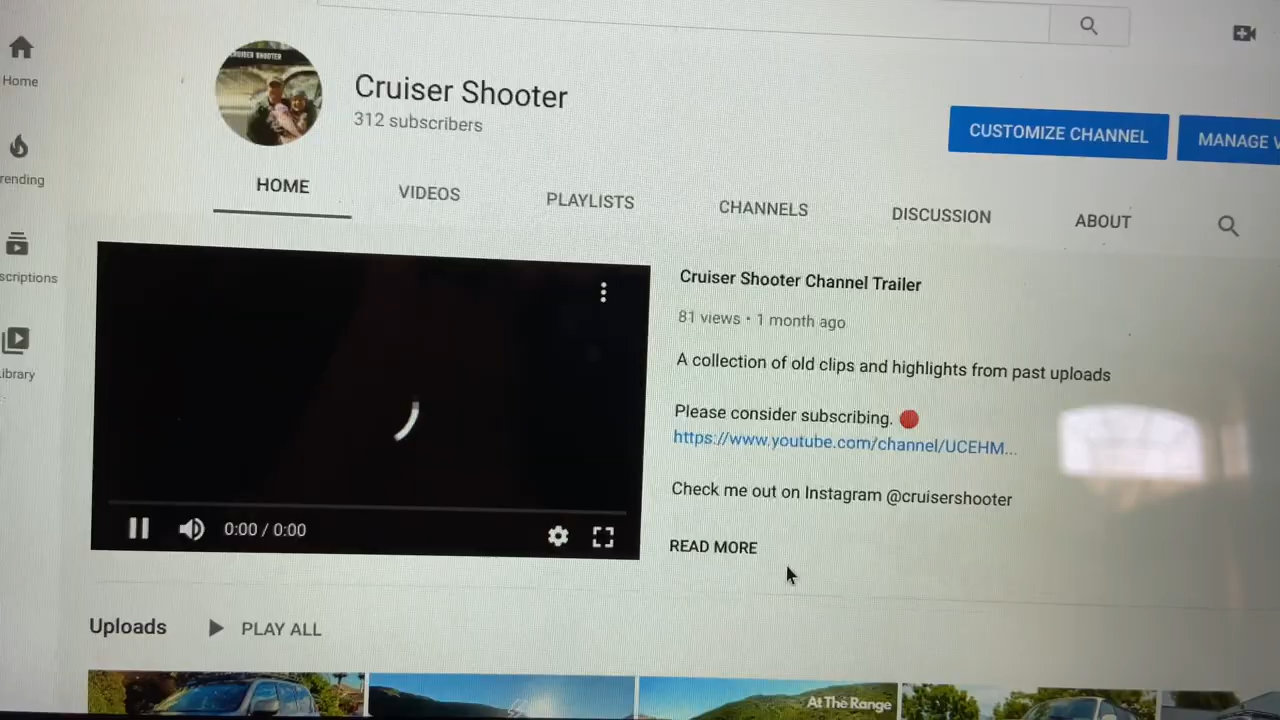 CRUISER SHOOTER
Cruiser Shooter
312 subscribers
CUSTOMIZE CHANNEL
MANAGE V
Home
rending
scriptions
ibrary
HOME
VIDEOS
PLAYLISTS
CHANNELS
DISCUSSION
ABOUT
0:00 / 0:00
Cruiser Shooter Channel Trailer
81 views • 1 month ago
A collection of old clips and highlights from past uploads
Please consider subscribing. 🔴
https://www.youtube.com/channel/UCEHM...
Check me out on Instagram @cruisershooter
READ MORE
Uploads
PLAY ALL
At The Range